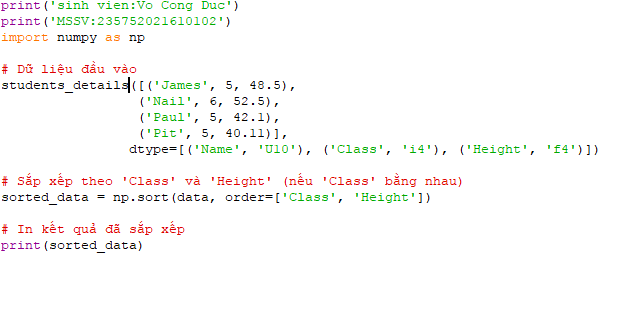 print('sinh vien:Vo Cong Duc')
print('MSSV:235752021610102')
import numpy as np
# Dữ liệu đầu vào
students_details([('James', 5, 48.5),
('Nail', 6, 52.5),
('Paul', 5, 42.1),
('Pit', 5, 40.11)],
dtype=[('Name', 'U10'), ('Class', 'i4'), ('Height', 'f4')])
# Sắp xếp theo 'Class' và 'Height' (nếu 'Class' bằng nhau)
sorted_data = np.sort(data, order=['Class', 'Height'])
# In kết quả đã sắp xếp
print(sorted_data)